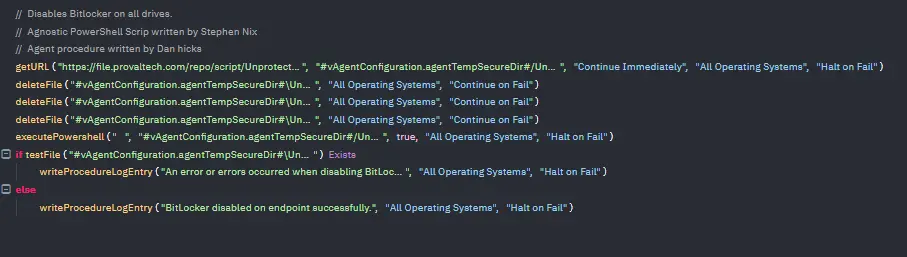 // Disables Bitlocker on all drives.
// Agnostic PowerShell Scrip written by Stephen Nix
// Agent procedure written by Dan hicks
getURL ("https://file.provaltech.com/repo/script/Unprotect... ", "#vAgentConfiguration.agentTempSecureDir#/Un... ", "Continue Immediately", "All Operating Systems", "Halt on Fail")
deleteFile ("#vAgentConfiguration.agentTempSecureDir#\Un... ", "All Operating Systems", "Continue on Fail")
deleteFile ("#vAgentConfiguration.agentTempSecureDir#\Un... ", "All Operating Systems", "Continue on Fail")
deleteFile ("#vAgentConfiguration.agentTempSecureDir#\Un... ", "All Operating Systems", "Continue on Fail")
executePowershell (" ", "#vAgentConfiguration.agentTempSecureDir#/Un... ", true, "All Operating Systems", "Halt on Fail")
if testFile ("#vAgentConfiguration.agentTempSecureDir#\Un... ") Exists
writeProcedureLogEntry ("An error or errors occurred when disabling BitLoc... ", "All Operating Systems", "Halt on Fail")
else
writeProcedureLogEntry ("BitLocker disabled on endpoint successfully.", "All Operating Systems", "Halt on Fail")